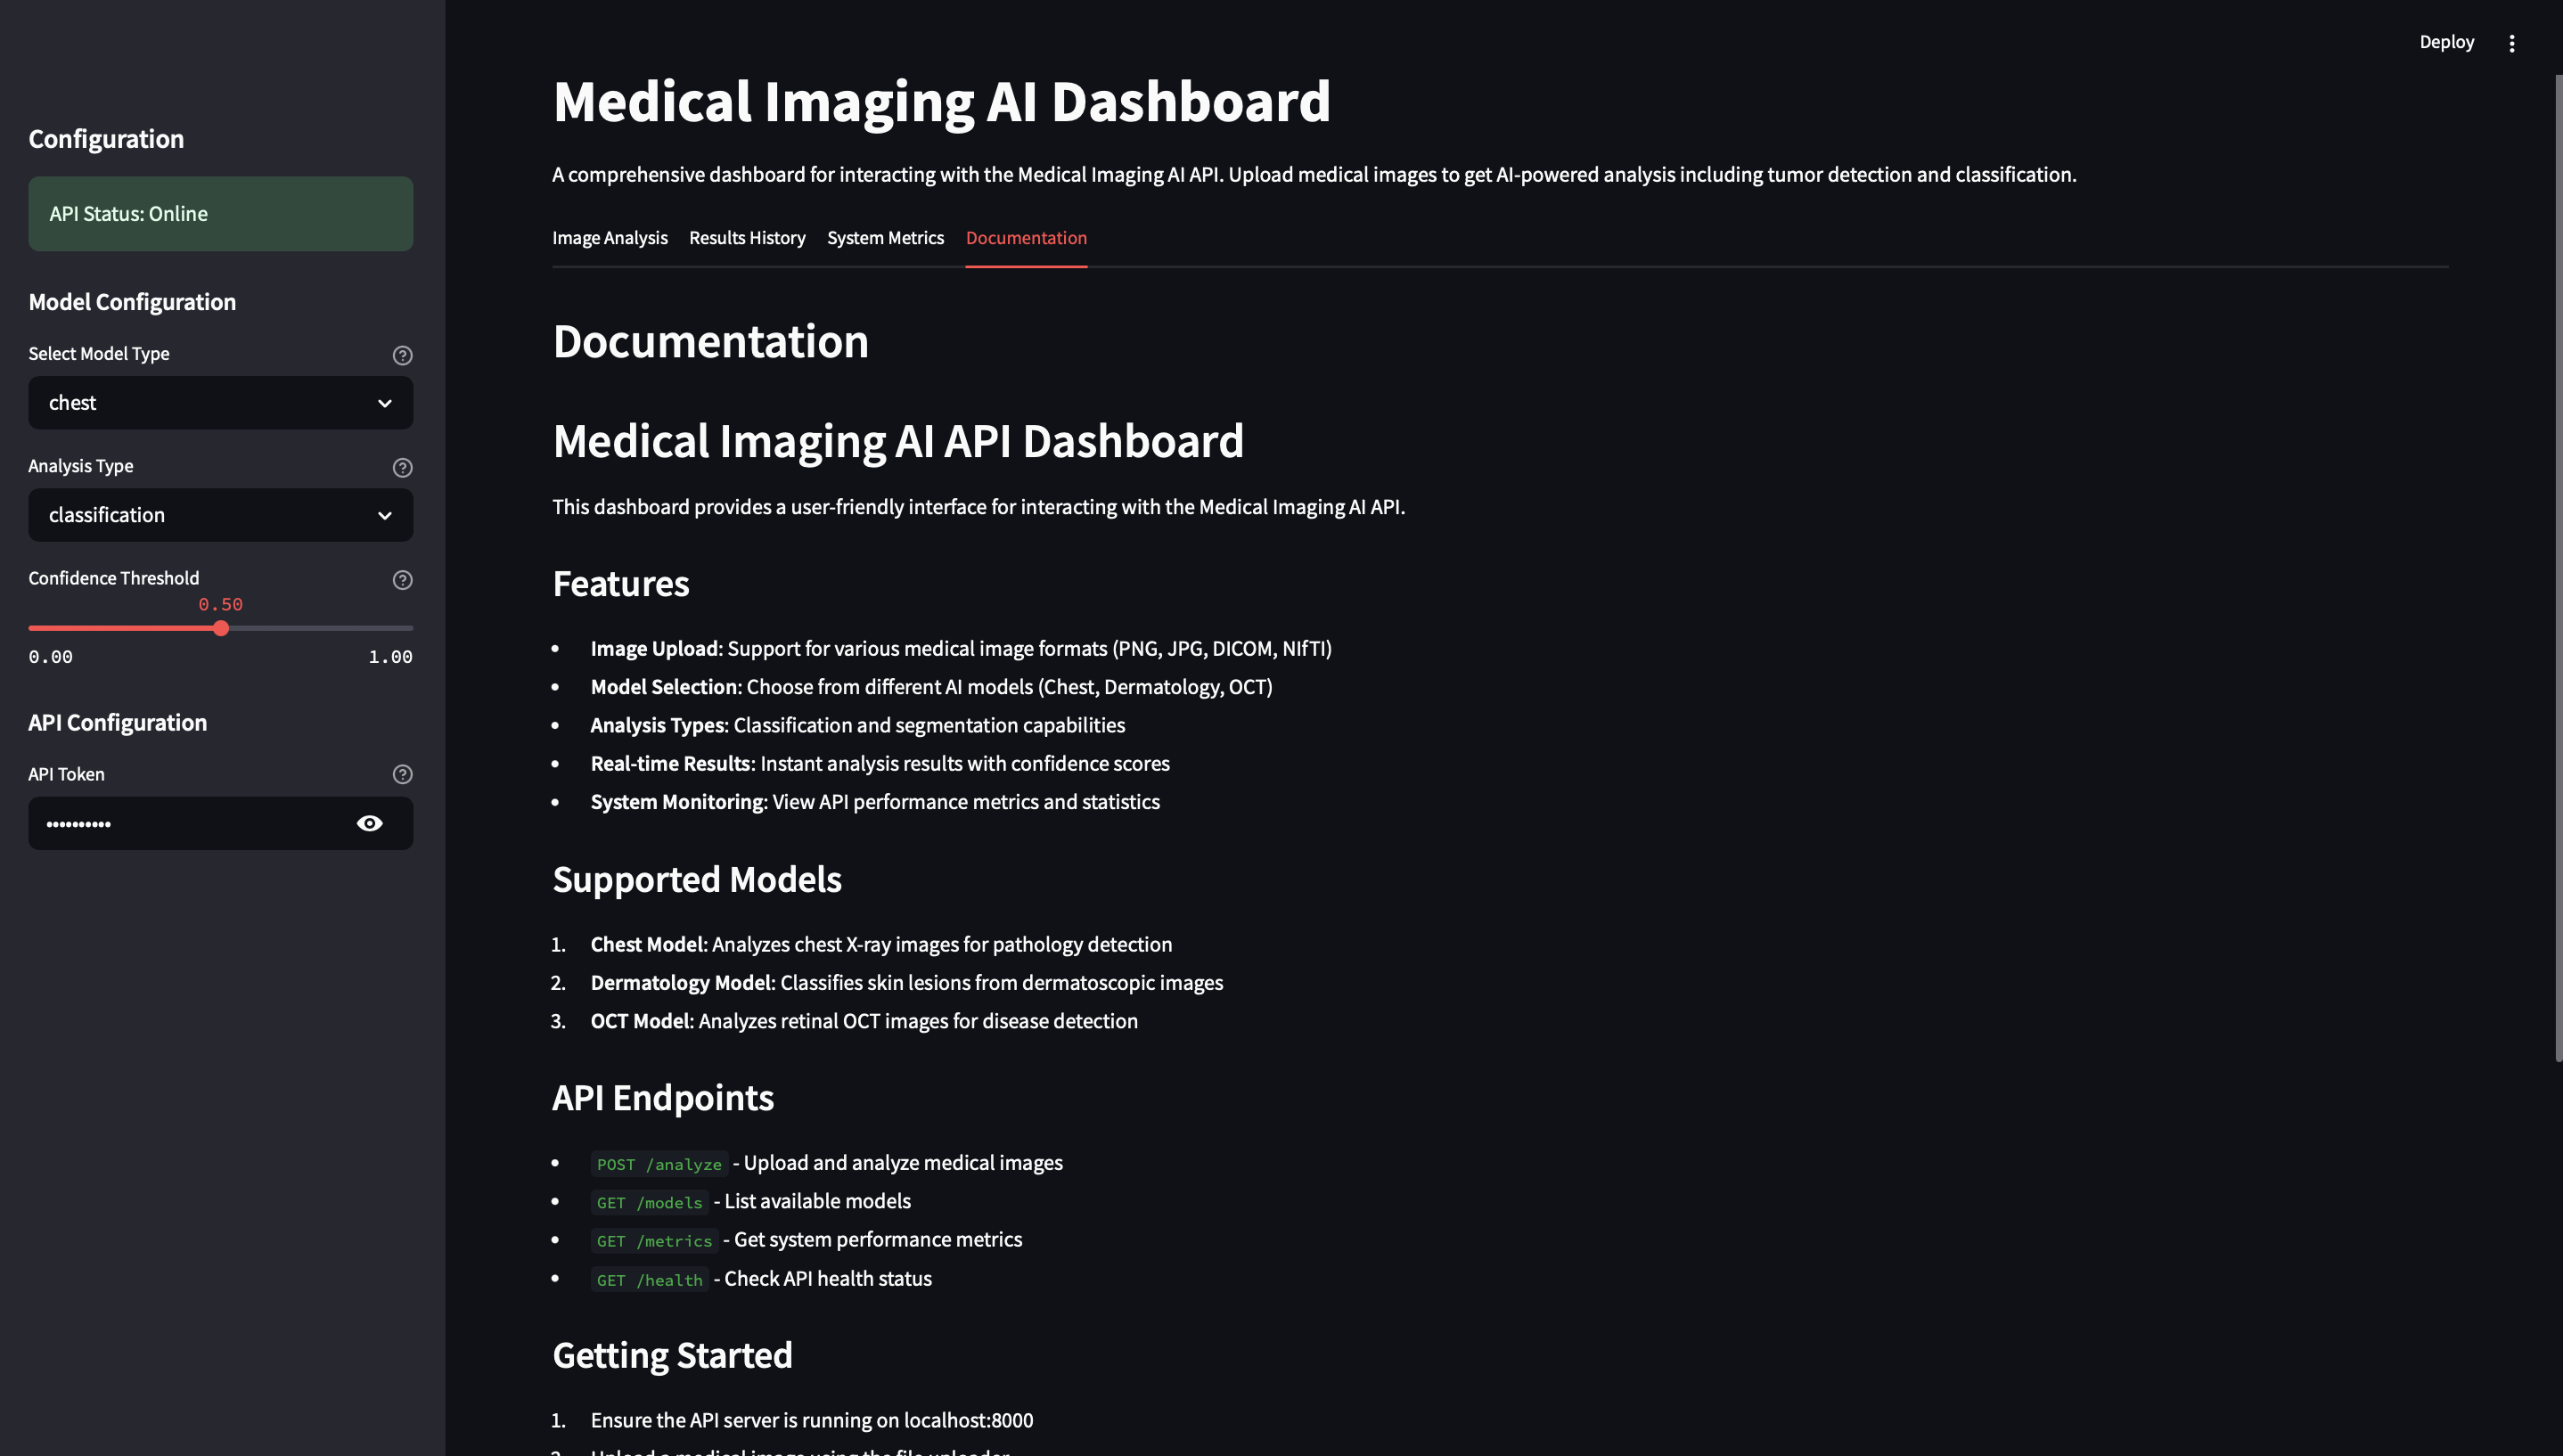 Deploy
Configuration
API Status: Online
Model Configuration
Select Model Type
chest
Analysis Type
classification
Confidence Threshold
0.50
0.00 1.00
API Configuration
API Token
••••••••••
Medical Imaging AI Dashboard
A comprehensive dashboard for interacting with the Medical Imaging AI API. Upload medical images to get AI-powered analysis including tumor detection and classification.
Image Analysis Results History System Metrics Documentation
Documentation
Medical Imaging AI API Dashboard
This dashboard provides a user-friendly interface for interacting with the Medical Imaging AI API.
Features
• Image Upload: Support for various medical image formats (PNG, JPG, DICOM, NIfTI)
• Model Selection: Choose from different AI models (Chest, Dermatology, OCT)
• Analysis Types: Classification and segmentation capabilities
• Real-time Results: Instant analysis results with confidence scores
• System Monitoring: View API performance metrics and statistics
Supported Models
1. Chest Model: Analyzes chest X-ray images for pathology detection
2. Dermatology Model: Classifies skin lesions from dermatoscopic images
3. OCT Model: Analyzes retinal OCT images for disease detection
API Endpoints
• POST /analyze - Upload and analyze medical images
• GET /models - List available models
• GET /metrics - Get system performance metrics
• GET /health - Check API health status
Getting Started
1. Ensure the API server is running on localhost:8000
2. Upload a medical image using the file uploader